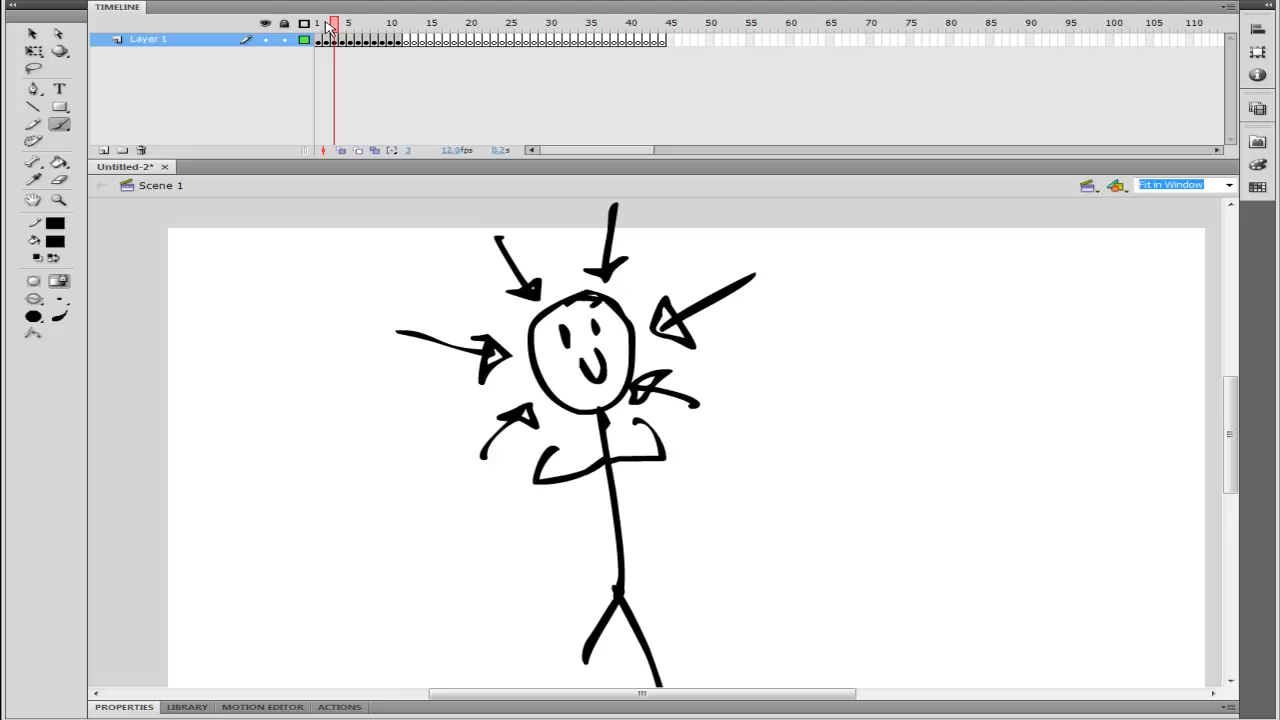 TIMELINE
1 5 10 15 20 25 30 35 40 45 50 55 60 65 70 75 80 85 90 95 100 105 110
Layer 1
3 12.0fps 0.2s
Untitled-2*
Scene 1 Fit in Window
PROPERTIES LIBRARY MOTION EDITOR ACTIONS